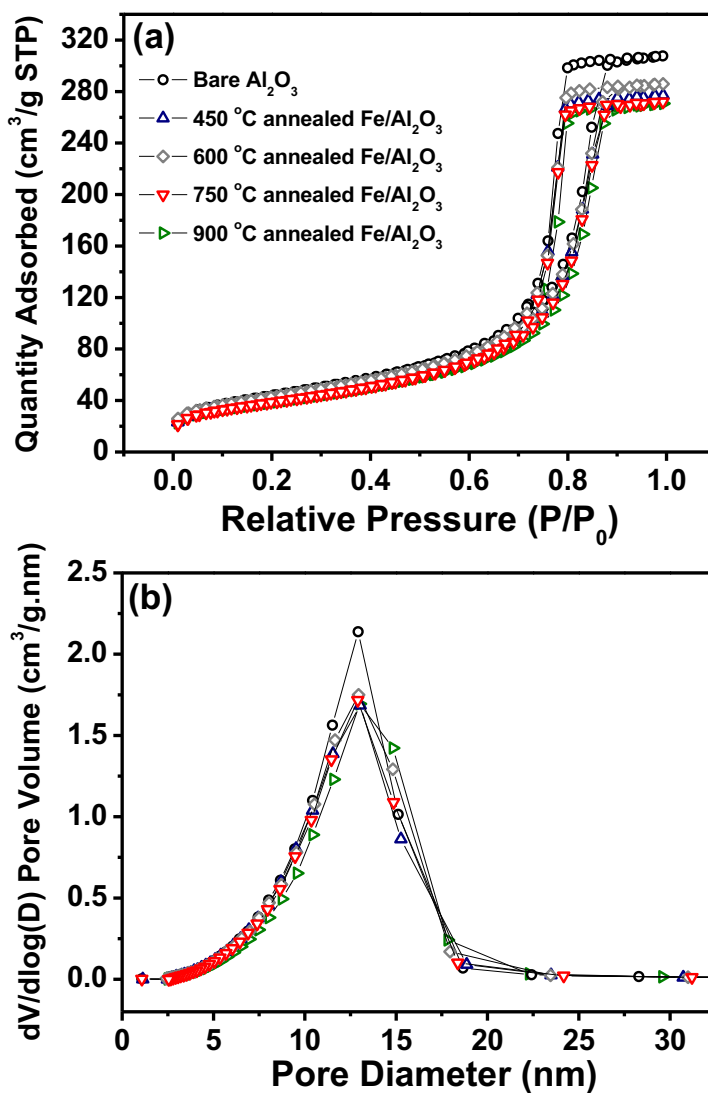 (a)
Quantity Adsorbed (cm³/g STP)
320
280
240
200
160
120
80
40
0
Bare Al₂O₃
450 °C annealed Fe/Al₂O₃
600 °C annealed Fe/Al₂O₃
750 °C annealed Fe/Al₂O₃
900 °C annealed Fe/Al₂O₃
0.0 0.2 0.4 0.6 0.8 1.0
Relative Pressure (P/P₀)
(b)
dV/dlog(D) Pore Volume (cm³/g.nm)
2.5
2.0
1.5
1.0
0.5
0.0
0 5 10 15 20 25 30
Pore Diameter (nm)